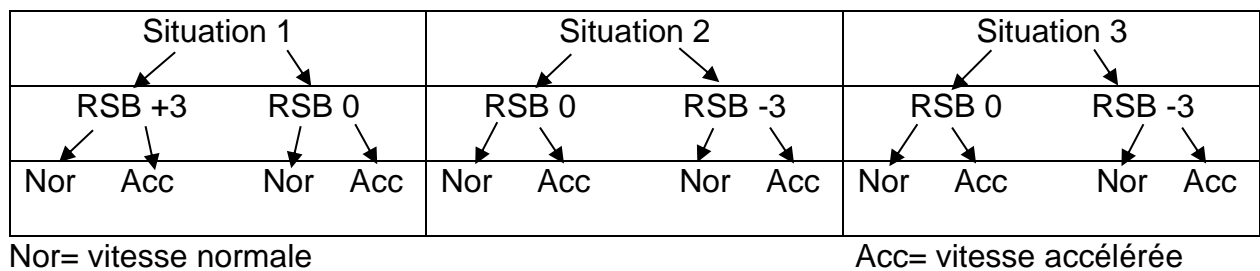 Situation 1 Situation 2 Situation 3
RSB +3 RSB 0 RSB 0 RSB -3 RSB 0 RSB -3
Nor Acc Nor Acc Nor Acc Nor Acc Nor Acc Nor Acc
Nor= vitesse normale Acc= vitesse accélérée